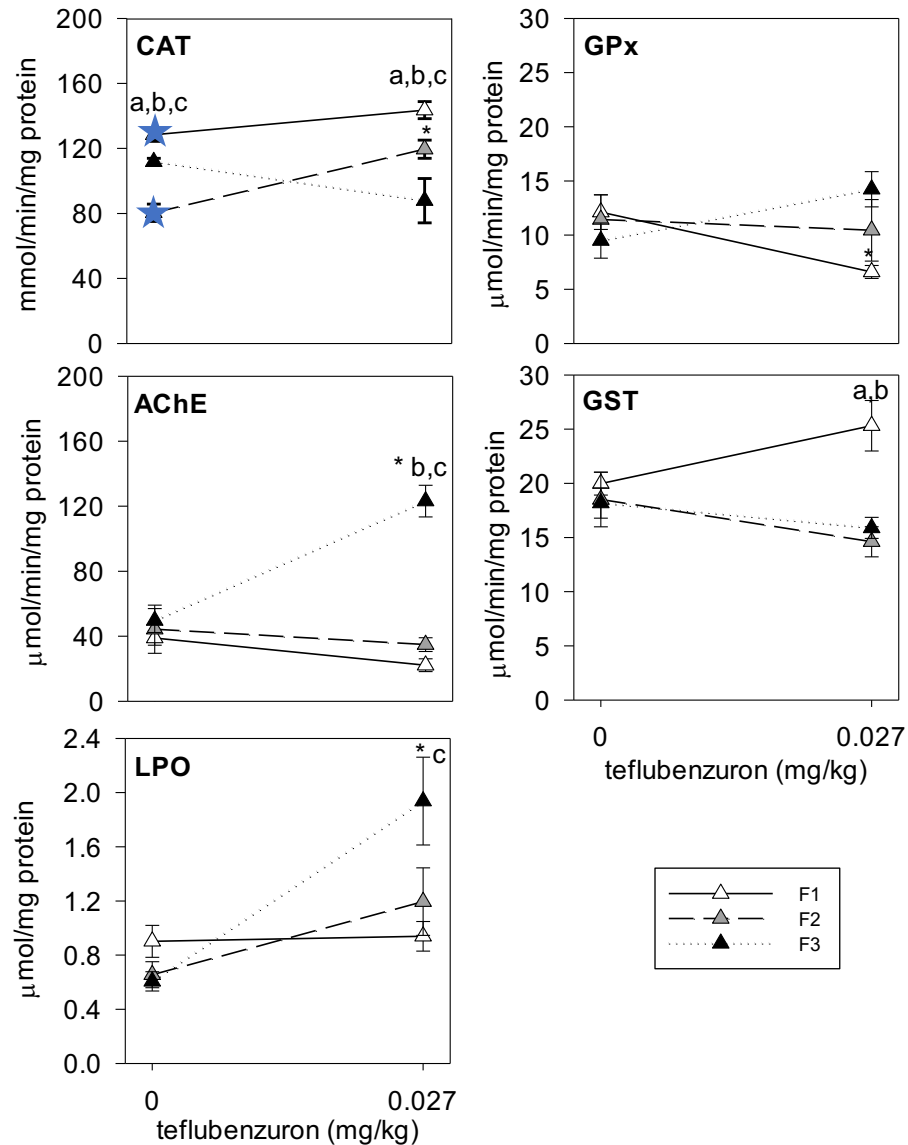 CAT
mmol/min/mg protein
200
160
120
80
40
0
a,b,c
a,b,c
*
GPx
μmol/min/mg protein
30
25
20
15
10
5
0
*
AChE
μmol/min/mg protein
200
160
120
80
40
0
* b,c
GST
μmol/min/mg protein
30
25
20
15
10
5
0
a,b
0
0.027
teflubenzuron (mg/kg)
LPO
μmol/mg protein
2.4
2.0
1.6
1.2
0.8
0.4
0.0
* c
0
0.027
teflubenzuron (mg/kg)
F1
F2
F3